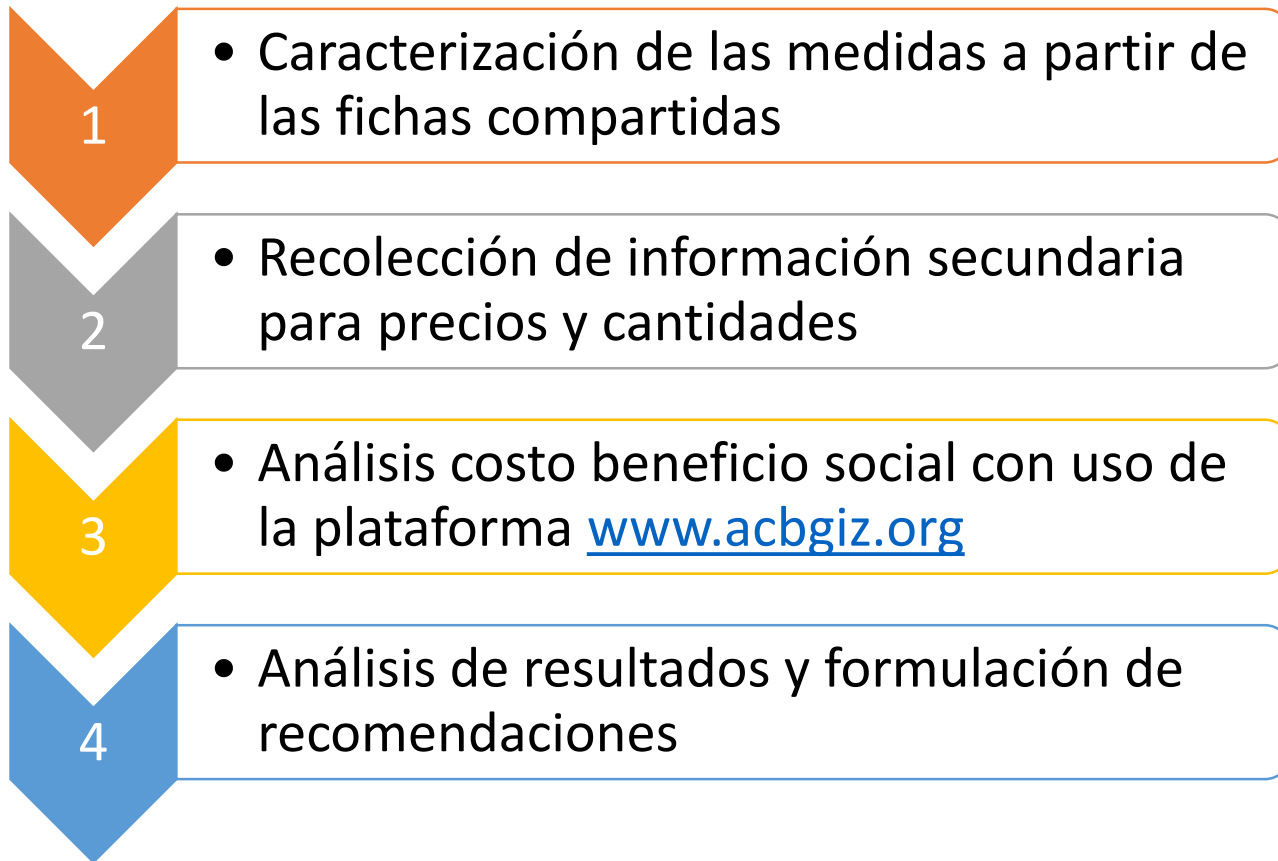 1
• Caracterización de las medidas a partir de
las fichas compartidas
2
• Recolección de información secundaria
para precios y cantidades
3
• Análisis costo beneficio social con uso de
la plataforma www.acbgiz.org
4
• Análisis de resultados y formulación de
recomendaciones